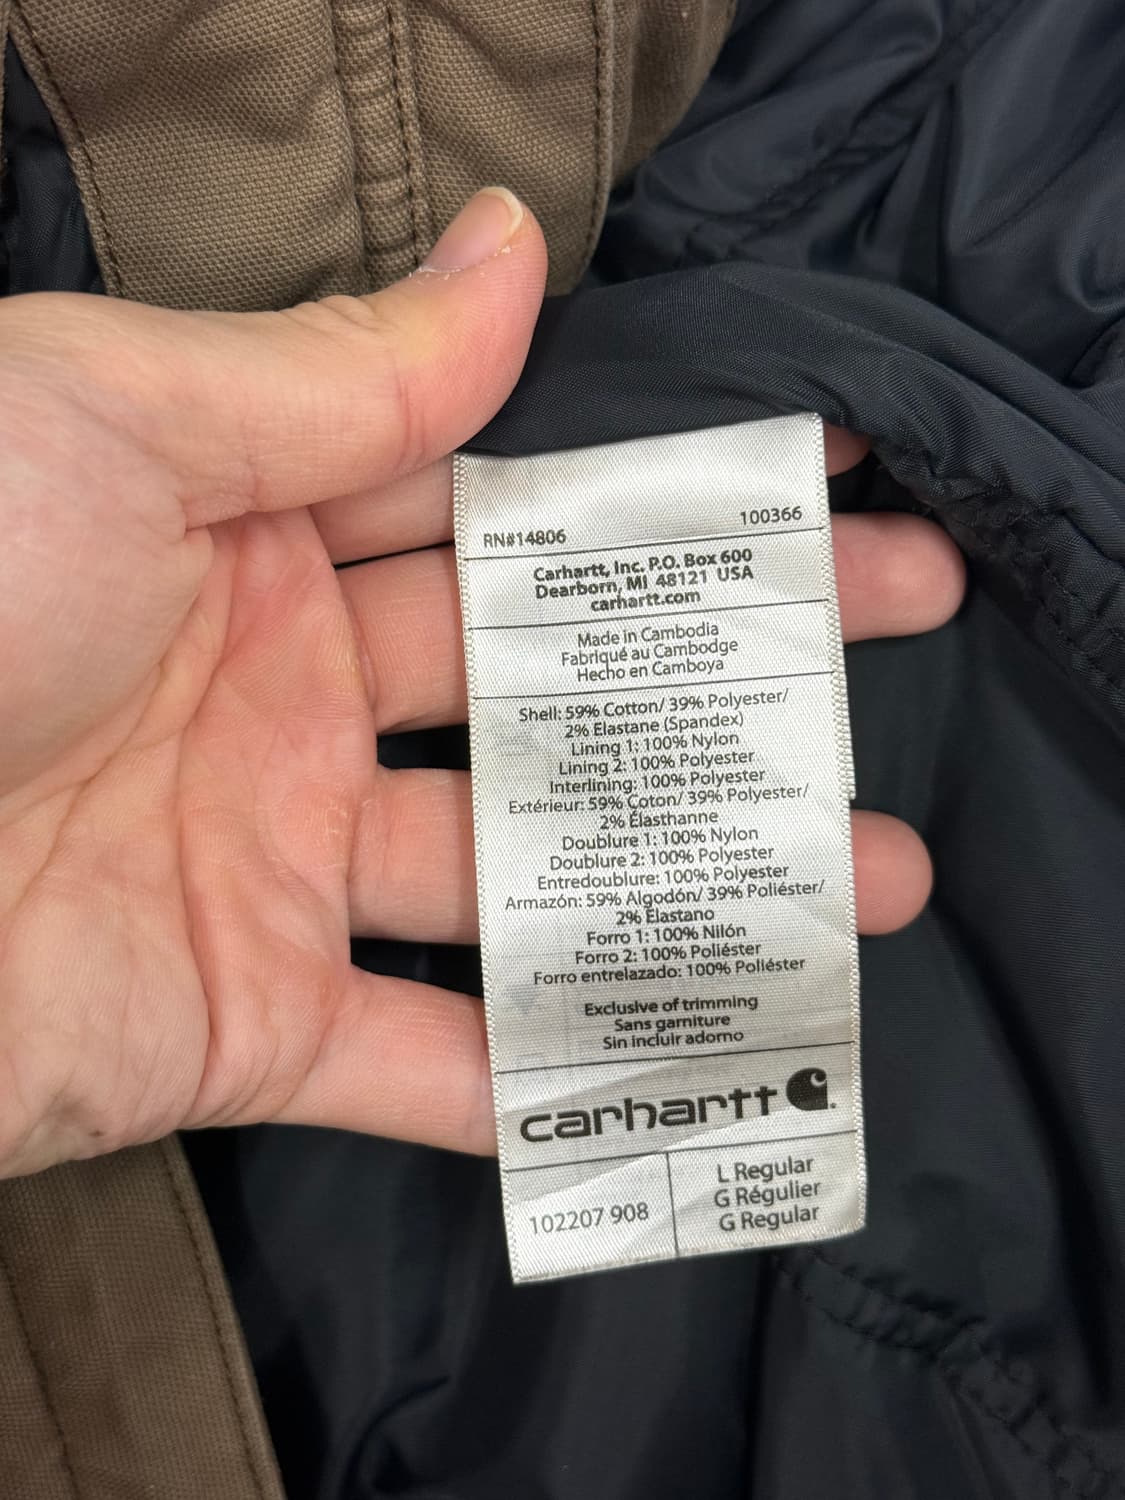 RN#14806 100366
Carhartt, Inc. P.O. Box 600
Dearborn, MI 48121 USA
carhartt.com
Made in Cambodia
Fabriqué au Cambodge
Hecho en Camboya
Shell: 59% Cotton/ 39% Polyester/
2% Elastane (Spandex)
Lining 1: 100% Nylon
Lining 2: 100% Polyester
Interlining: 100% Polyester
Extérieur: 59% Coton/ 39% Polyester/
2% Élasthanne
Doublure 1: 100% Nylon
Doublure 2: 100% Polyester
Entredoublure: 100% Polyester
Armazón: 59% Algodón/ 39% Poliéster/
2% Elastano
Forro 1: 100% Nilón
Forro 2: 100% Poliéster
Forro entrelazado: 100% Poliéster
Exclusive of trimming
Sans garniture
Sin incluir adorno
carhartt
102207 908
L Regular
G Régulier
G Regular